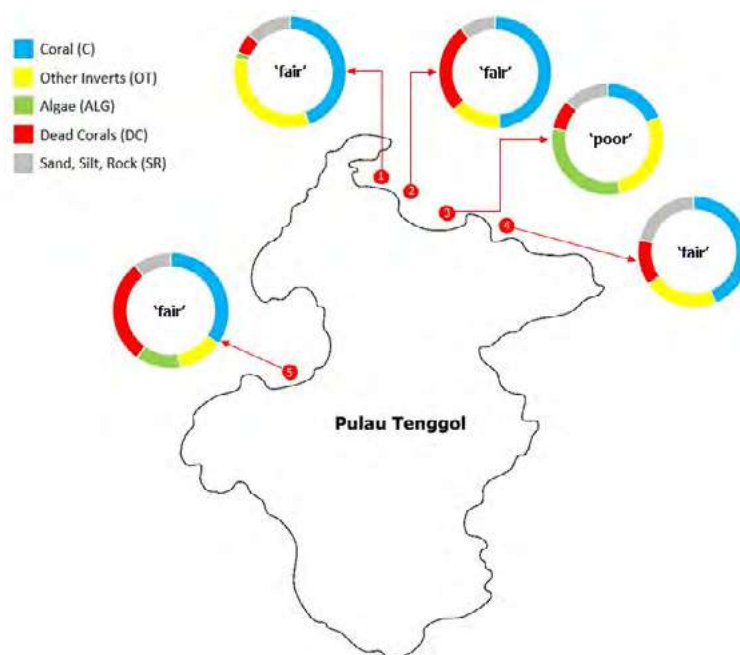 Coral (C)
Other Inverts (OT)
Algae (ALG)
Dead Corals (DC)
Sand, Silt, Rock (SR)
'fair'
'fair'
'poor'
'fair'
'fair'
1
2
3
4
5
Pulau Tenggol